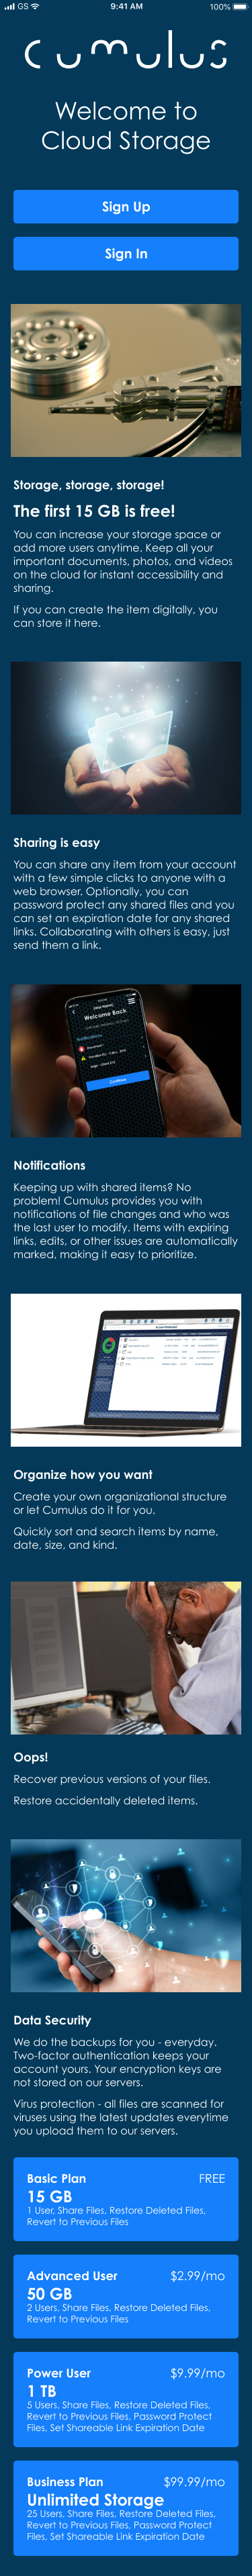 GS 9:41 AM 100%
cumulus
Welcome to
Cloud Storage
Sign Up
Sign In
Storage, storage, storage!
The first 15 GB is free!
You can increase your storage space or
add more users anytime. Keep all your
important documents, photos, and videos
on the cloud for instant accessibility and
sharing.
If you can create the item digitally, you
can store it here.
Sharing is easy
You can share any item from your account
with a few simple clicks to anyone with a
web browser. Optionally, you can
password protect any shared files and you
can set an expiration date for any shared
links. Collaborating with others is easy, just
send them a link.
Welcome Back
Notifications
Continue
Notifications
Keeping up with shared items? No
problem! Cumulus provides you with
notifications of file changes and who was
the last user to modify. Items with expiring
links, edits, or other issues are automatically
marked, making it easy to prioritize.
Organize how you want
Create your own organizational structure
or let Cumulus do it for you.
Quickly sort and search items by name,
date, size, and kind.
Oops!
Recover previous versions of your files.
Restore accidentally deleted items.
Data Security
We do the backups for you - everyday.
Two-factor authentication keeps your
account yours. Your encryption keys are
not stored on our servers.
Virus protection - all files are scanned for
viruses using the latest updates everytime
you upload them to our servers.
Basic Plan FREE
15 GB
1 User, Share Files, Restore Deleted Files,
Revert to Previous Files
Advanced User $2.99/mo
50 GB
2 Users, Share Files, Restore Deleted Files,
Revert to Previous Files
Power User $9.99/mo
1 TB
5 Users, Share Files, Restore Deleted Files,
Revert to Previous Files, Password Protect
Files, Set Shareable Link Expiration Date
Business Plan $99.99/mo
Unlimited Storage
25 Users, Share Files, Restore Deleted Files,
Revert to Previous Files, Password Protect
Files, Set Shareable Link Expiration Date